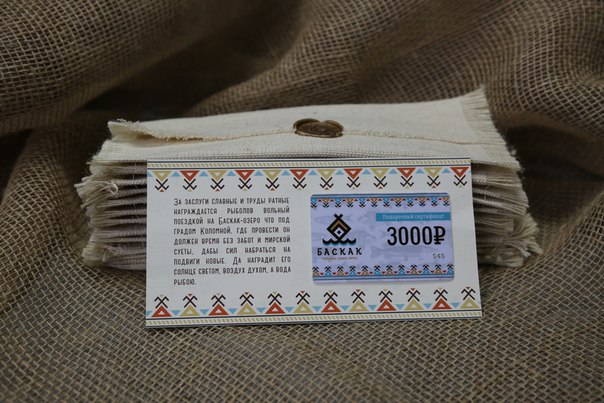 За заслуги славные и труды ратные
награждается рыболов вольный
поездкой на Баскак-озеро что под
градом Коломной, где провести он
должен время без забот и мирской
суеты, дабы сил набраться на
подвиги новые. Да наградит его
солнце светом, воздух духом, а вода
рыбою.
Подарочный сертификат
3000₽
БАСКАК